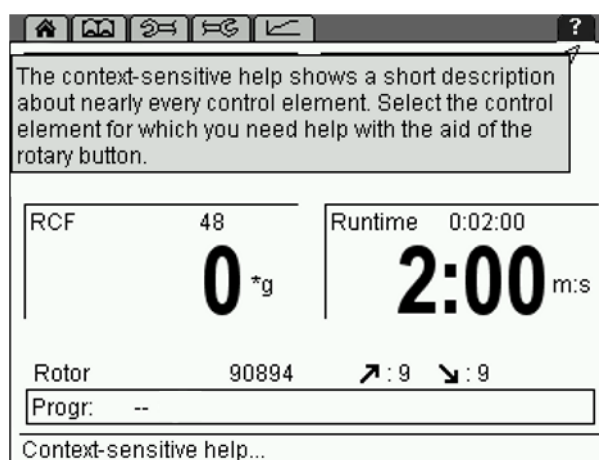 ?
The context-sensitive help shows a short description
about nearly every control element. Select the control
element for which you need help with the aid of the
rotary button.
RCF 48
0 *g
Runtime 0:02:00
2:00 m:s
Rotor 90894 : 9 : 9
Progr: --
Context-sensitive help...